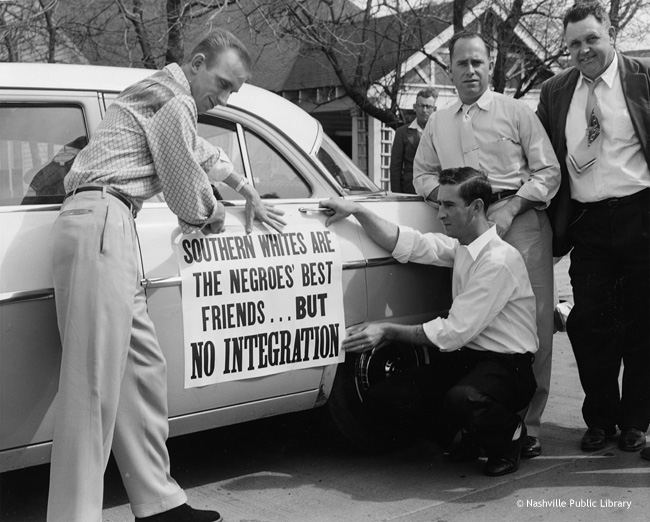 SOUTHERN WHITES ARE
THE NEGROES' BEST
FRIENDS... BUT
NO INTEGRATION
© Nashville Public Library